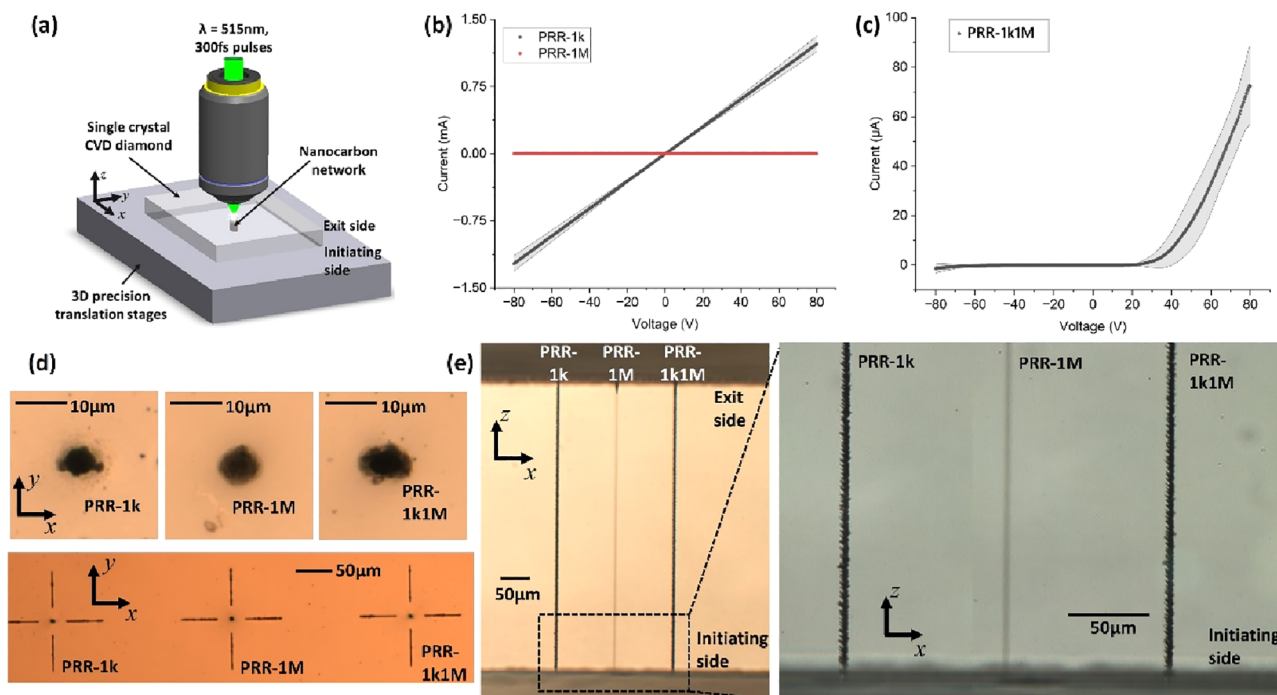 (a)
λ = 515nm,
300fs pulses
Single crystal
CVD diamond
Nanocarbon
network
z
y
x
Exit side
Initiating
side
3D precision
translation stages
(b)
1.50
0.75
0.00
−0.75
−1.50
Current (mA)
PRR-1k
PRR-1M
−80 −60 −40 −20 0 20 40 60 80
Voltage (V)
(c)
100
80
60
40
20
0
Current (μA)
PRR-1k1M
−80 −60 −40 −20 0 20 40 60 80
Voltage (V)
(d)
10μm
10μm
10μm
y
x
PRR-1k
PRR-1M
PRR-
1k1M
y
x
50μm
PRR-1k
PRR-1M
PRR-
1k1M
(e)
PRR-
1k
PRR-
1M
PRR-
1k1M
Exit
side
z
x
50μm
Initiating
side
PRR-1k
PRR-1M
PRR-
1k1M
z
x
50μm
Initiating
side